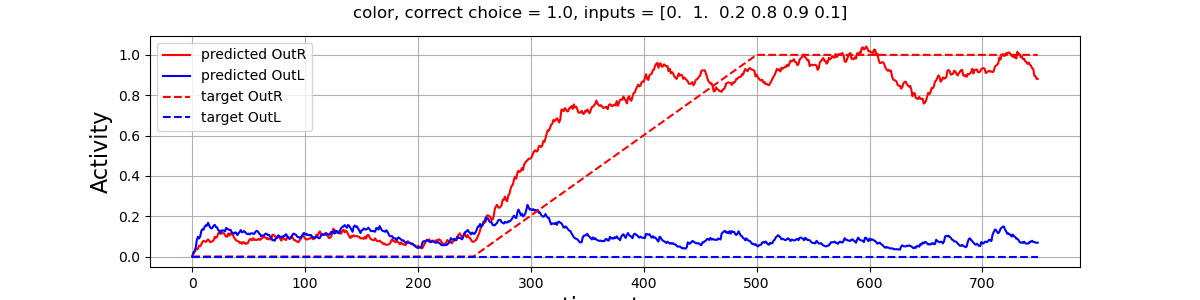 color, correct choice = 1.0, inputs = [0.  1.  0.2 0.8 0.9 0.1]
predicted OutR
predicted OutL
target OutR
target OutL
Activity
1.0
0.8
0.6
0.4
0.2
0.0
0 100 200 300 400 500 600 700